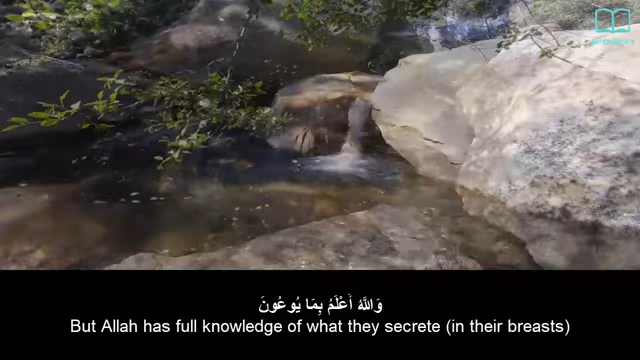 وَاللَّهُ أَعْلَمُ بِمَا يُوعُونَ
But Allah has full knowledge of what they secrete (in their breasts)